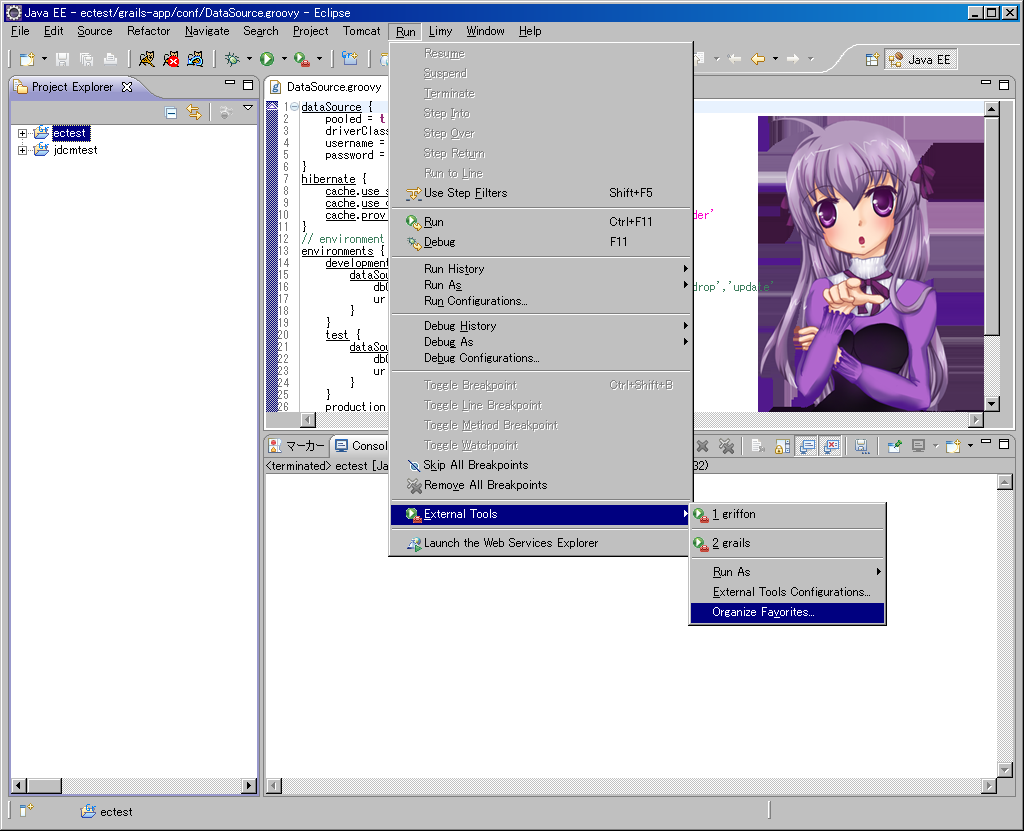 Java EE - ectest/grails-app/conf/DataSource.groovy - Eclipse
File Edit Source Refactor Navigate Search Project Tomcat Run Limy Window Help
Java EE
Project Explorer
ectest
jdcmtest
DataSource.groovy
1 dataSource {
2 pooled = t
3 driverClass
4 username =
5 password =
6 }
7 hibernate {
8 cache.use_s
9 cache.use_
10 cache.prov
der'
11 }
12 // environment
13 environments {
14 development
15 dataSou
16 dbC
drop','update'
17 ur
18 }
19 }
20 test {
21 dataSou
22 dbC
23 ur
24 }
25 }
26 production
Resume
Suspend
Terminate
Step Into
Step Over
Step Return
Run to Line
Use Step Filters Shift+F5
Run Ctrl+F11
Debug F11
Run History
Run As
Run Configurations...
Debug History
Debug As
Debug Configurations...
Toggle Breakpoint Ctrl+Shift+B
Toggle Line Breakpoint
Toggle Method Breakpoint
Toggle Watchpoint
Skip All Breakpoints
Remove All Breakpoints
External Tools
Launch the Web Services Explorer
1 griffon
2 grails
Run As
External Tools Configurations...
Organize Favorites...
マーカー Consol
<terminated> ectest [Ja
32)
ectest